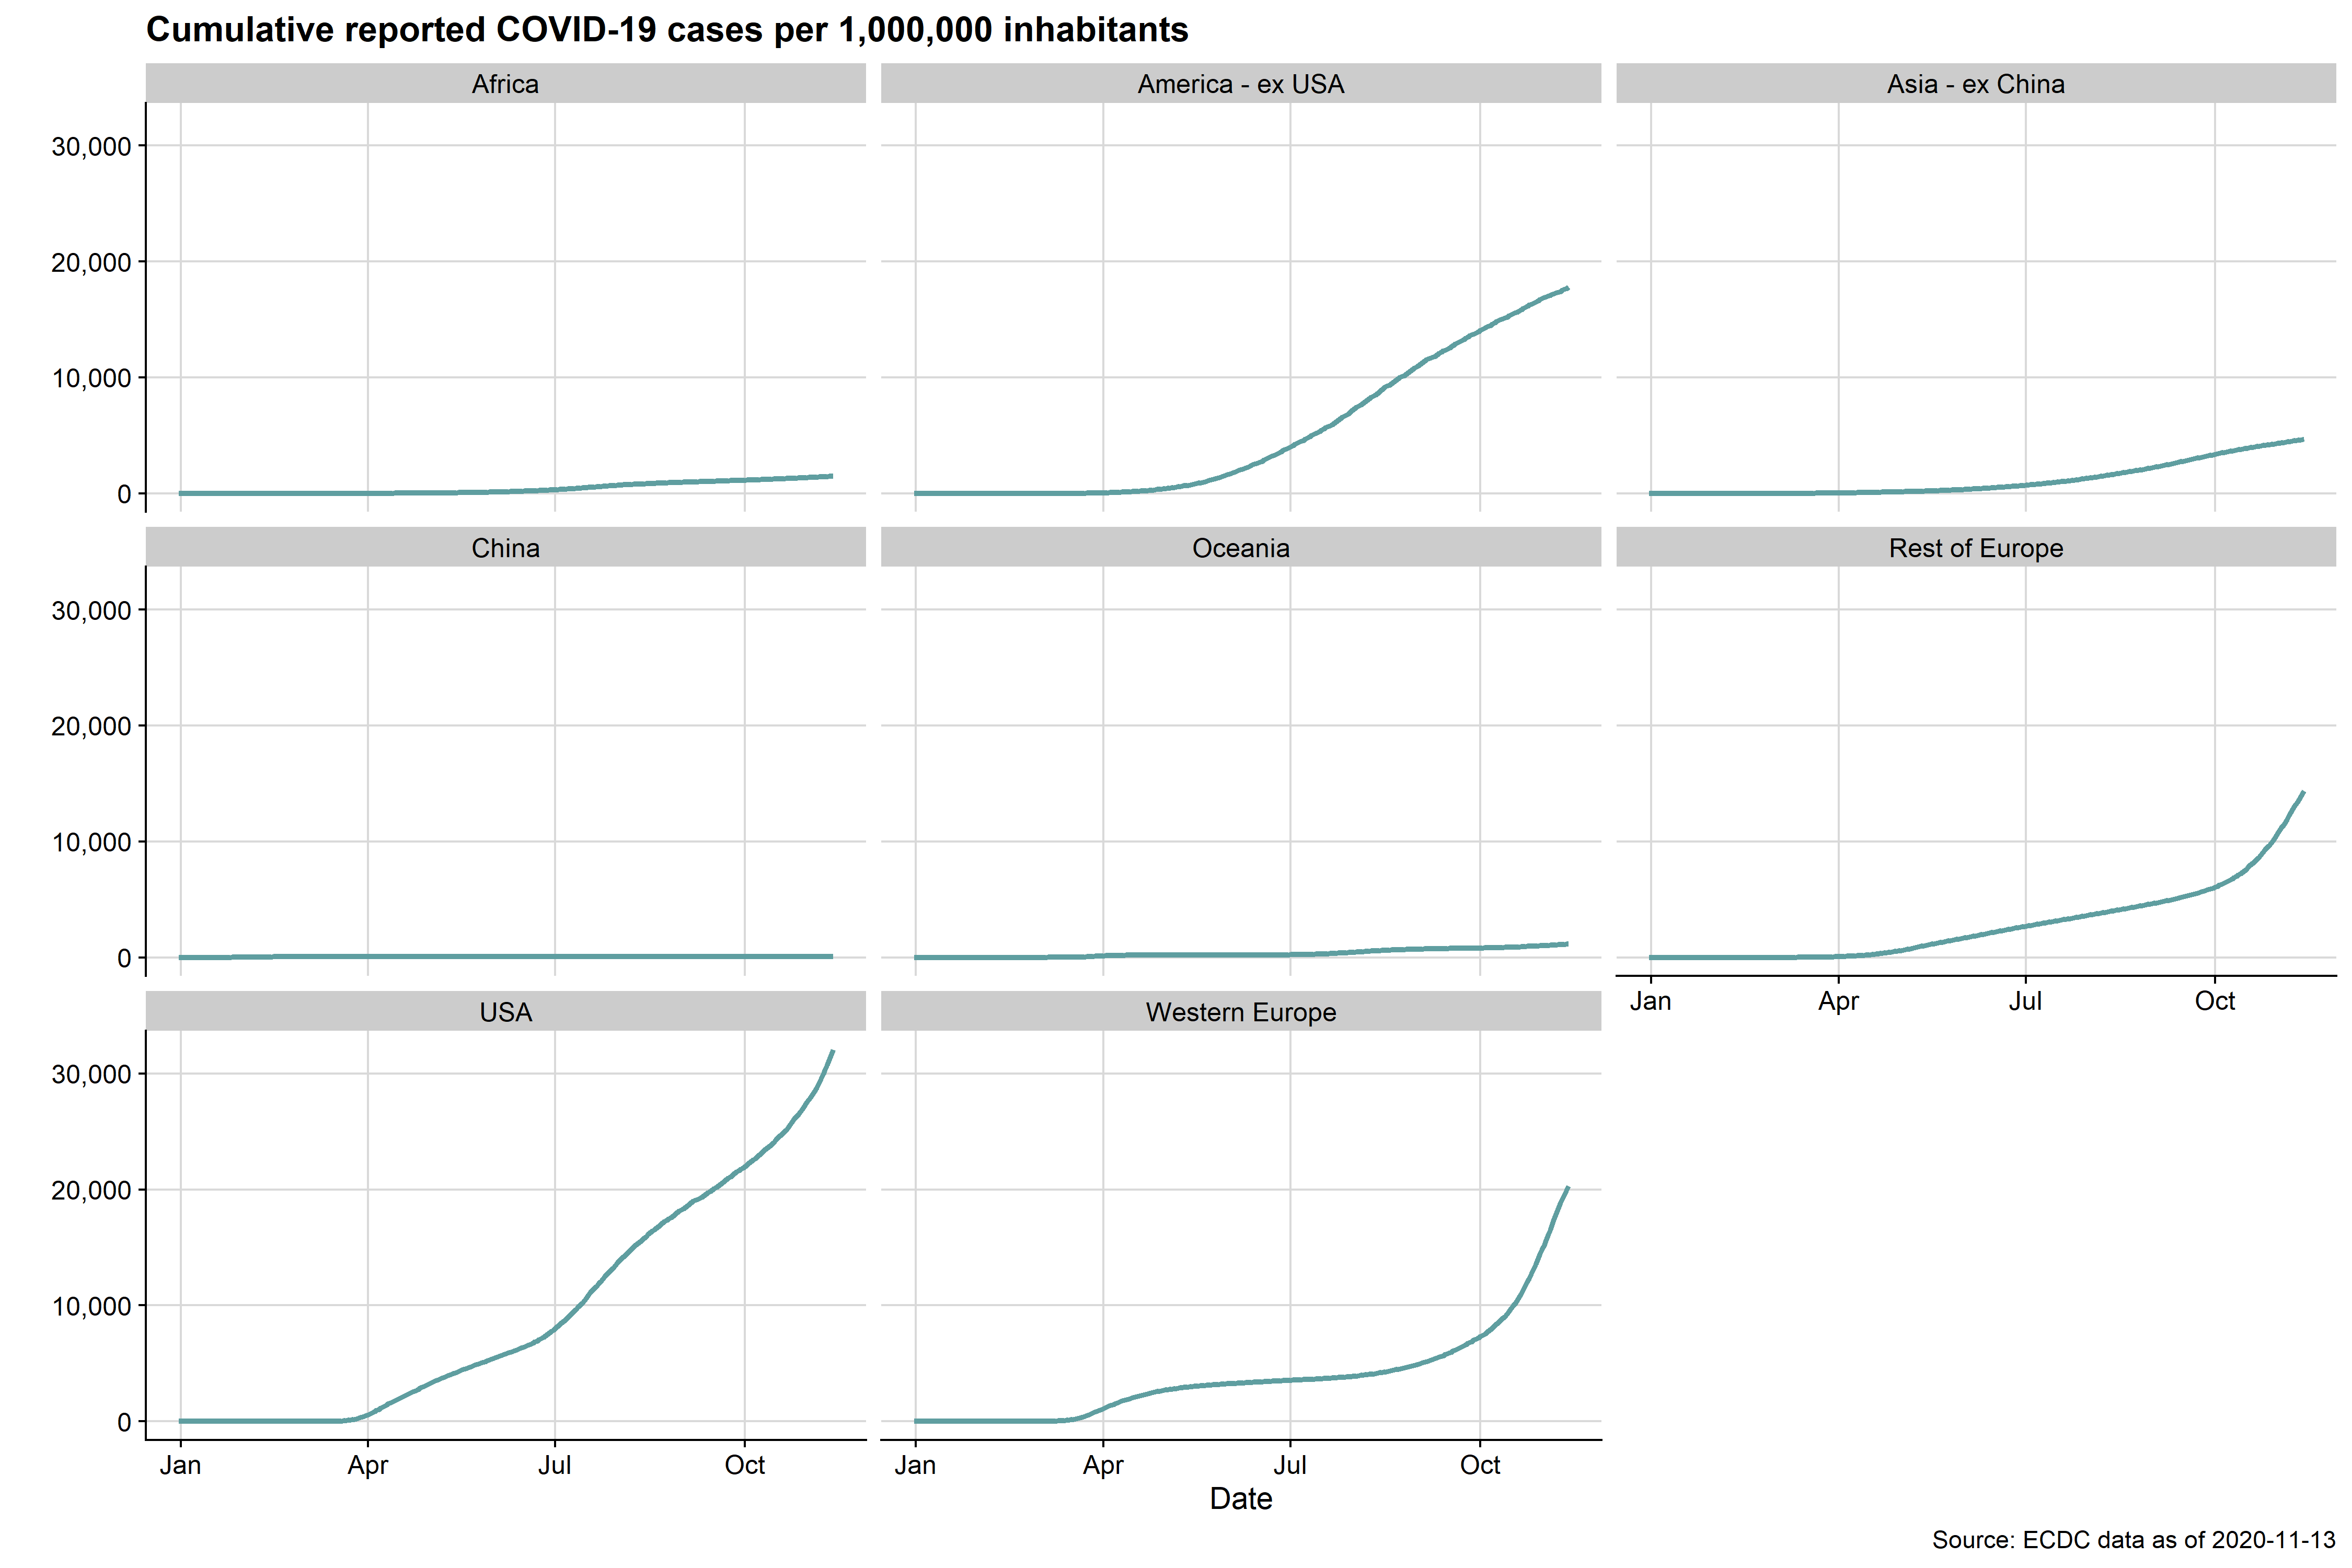 Cumulative reported COVID-19 cases per 1,000,000 inhabitants
Africa
America - ex USA
Asia - ex China
30,000
20,000
10,000
0
China
Oceania
Rest of Europe
30,000
20,000
10,000
0
Jan
Apr
Jul
Oct
USA
Western Europe
30,000
20,000
10,000
0
Jan
Apr
Jul
Oct
Jan
Apr
Jul
Oct
Date
Source: ECDC data as of 2020-11-13